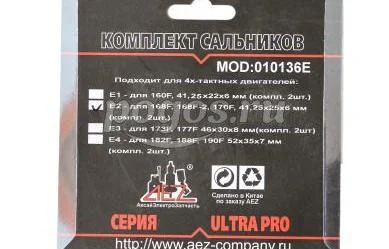 КОМПЛЕКТ САЛЬНИКОВ
MOD:010136E
Подходит для 4х-тактных двигателей:
E1 - для 160F, 41,25x22x6 мм (компл. 2шт).
E2 - для 168F, 168F-2, 170F, 41,25x25x6 мм
(компл. 2шт).
E3 - для 173F, 177F 46x30x8 мм (компл. 2шт).
E4 - для 182F, 188F, 190F 52x35x7 мм
(компл. 2шт).
AEZ
АксайЭлектроЗапчасть
Сделано в Китае
по заказу AEZ
СЕРИЯ ULTRA PRO
http://www.aez-company.ru